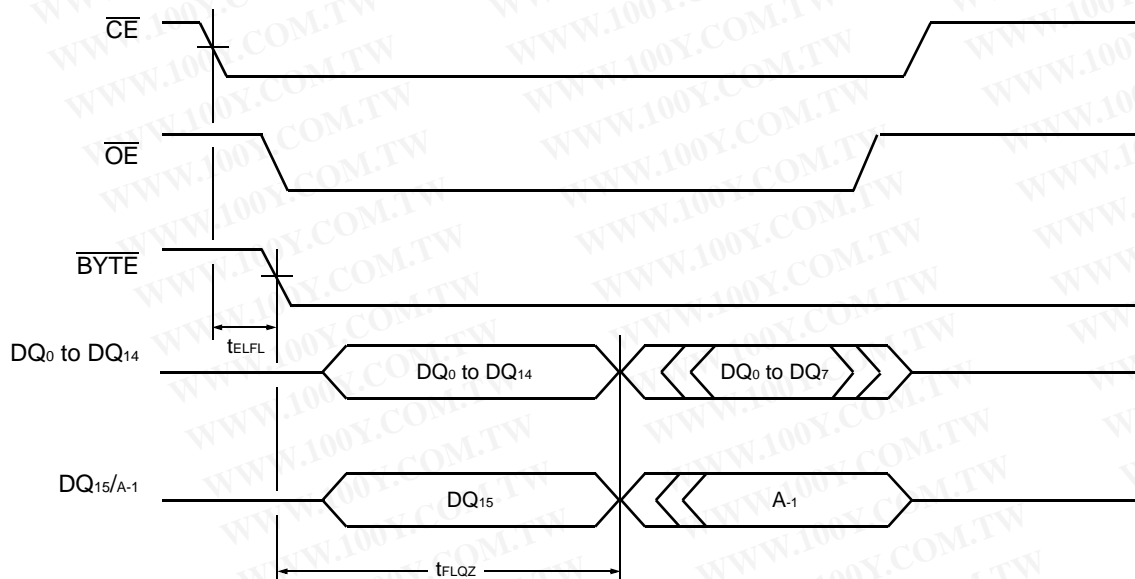 CE
OE
BYTE
tELFL
DQ0 to DQ14
DQ0 to DQ14
DQ0 to DQ7
DQ15/A-1
DQ15
A-1
tFLQZ
WWW.100Y.COM.TW